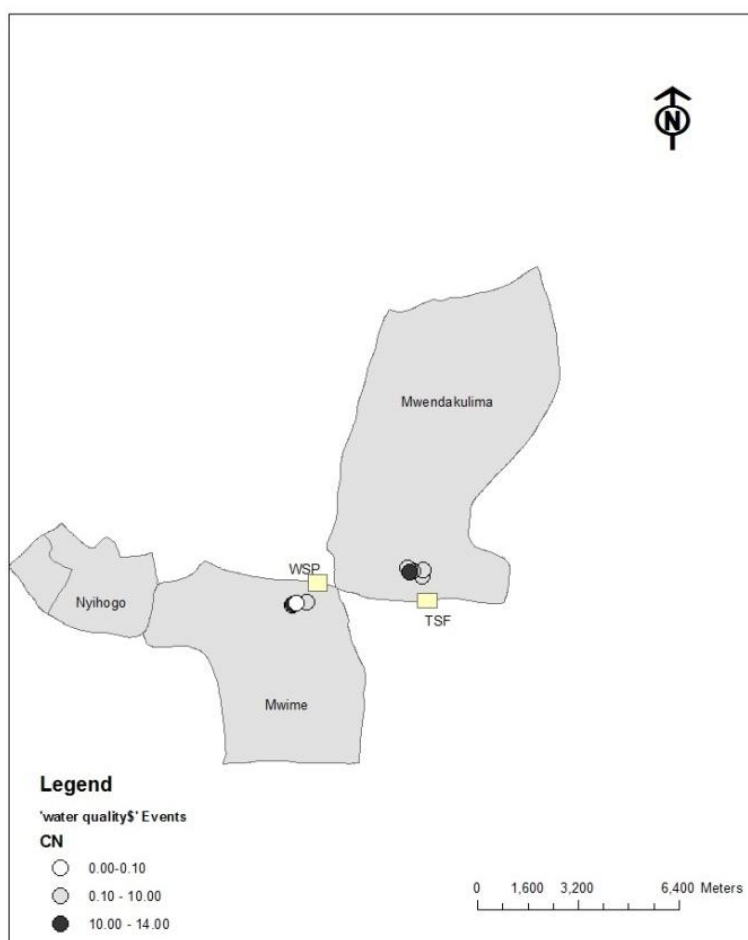 N
Mwendakulima
WSP
Nyihogo
TSF
Mwime
Legend
'water quality$' Events
CN
0.00-0.10
0.10 - 10.00
10.00 - 14.00
0 1,600 3,200 6,400 Meters